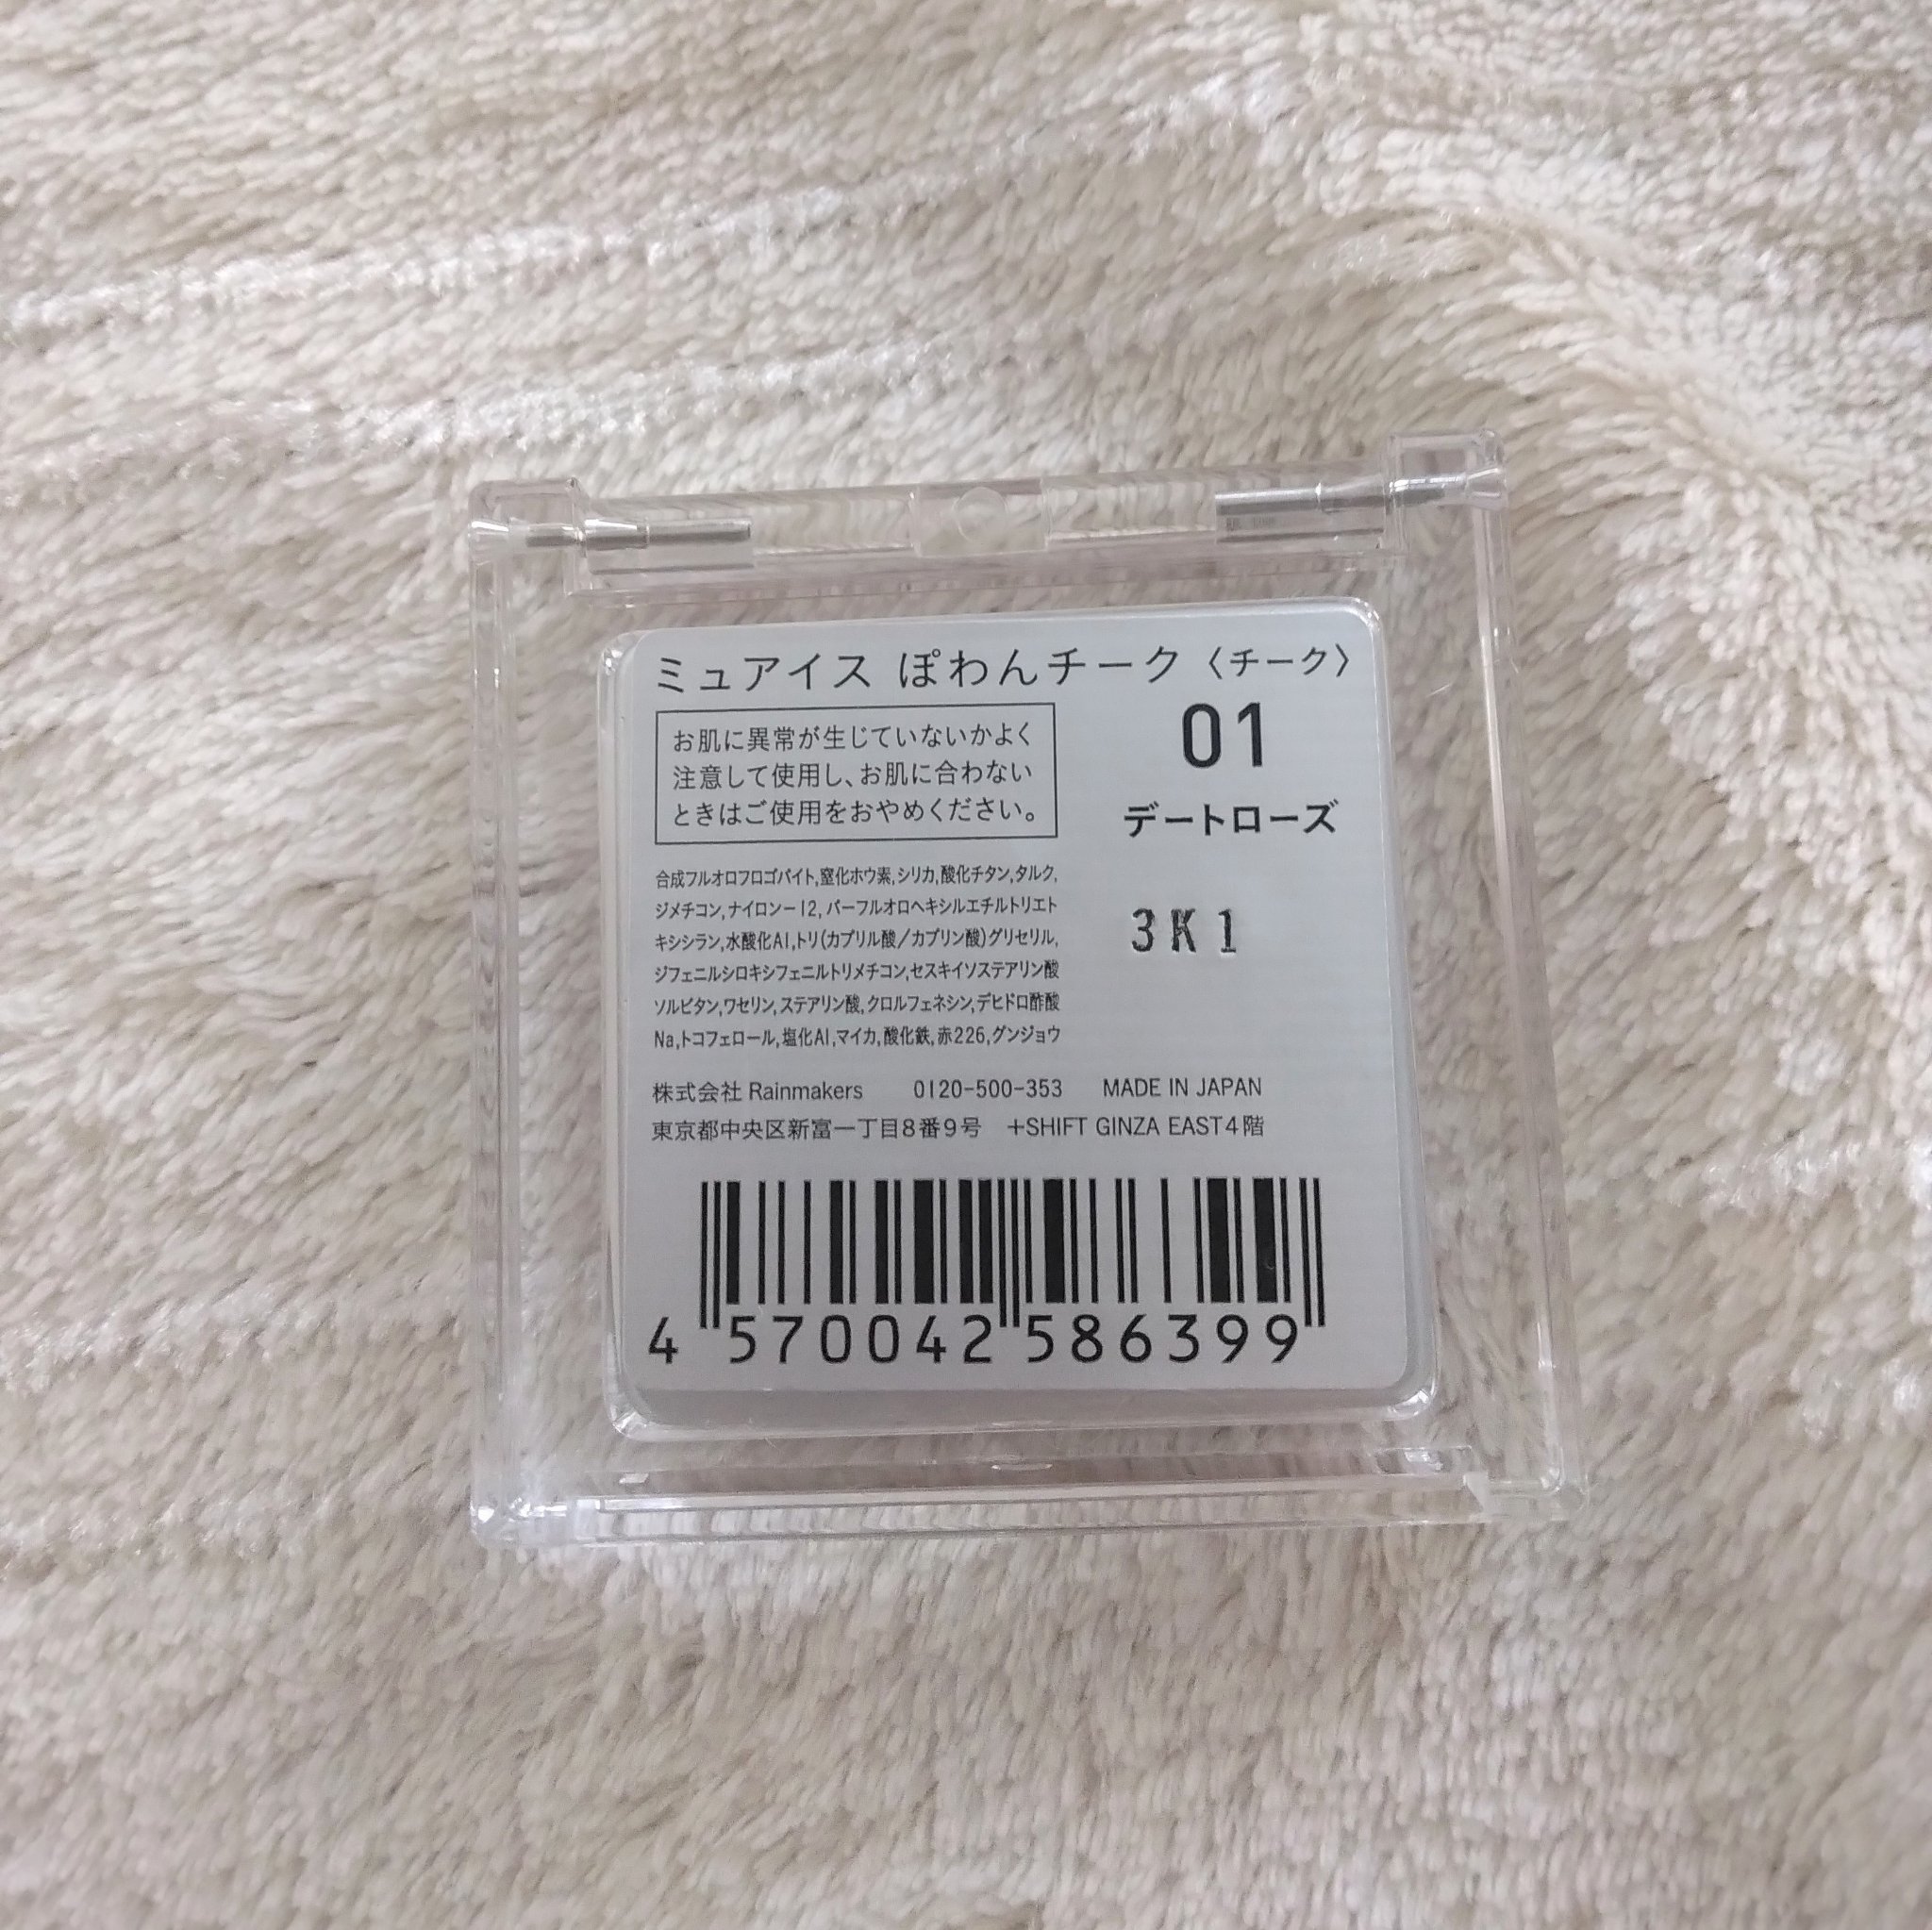 ミュアイス ぽわんチーク〈チーク〉
お肌に異常が生じていないかよく
注意して使用し、お肌に合わない
ときはご使用をおやめください。
01
デートローズ
3K1
合成フルオロフロゴパイト,窒化ホウ素,シリカ,酸化チタン,タルク,
ジメチコン,ナイロン－12,パーフルオロヘキシルエチルトリエト
キシシラン,水酸化Al,トリ(カプリル酸／カプリン酸)グリセリル,
ジフェニルシロキシフェニルトリメチコン,セスキイソステアリン酸
ソルビタン,ワセリン,ステアリン酸,クロルフェネシン,デヒドロ酢酸
Na,トコフェロール,塩化Al,マイカ,酸化鉄,赤226,グンジョウ
株式会社 Rainmakers 0120-500-353 MADE IN JAPAN
東京都中央区新富一丁目8番9号 +SHIFT GINZA EAST4階
4 570042 586399